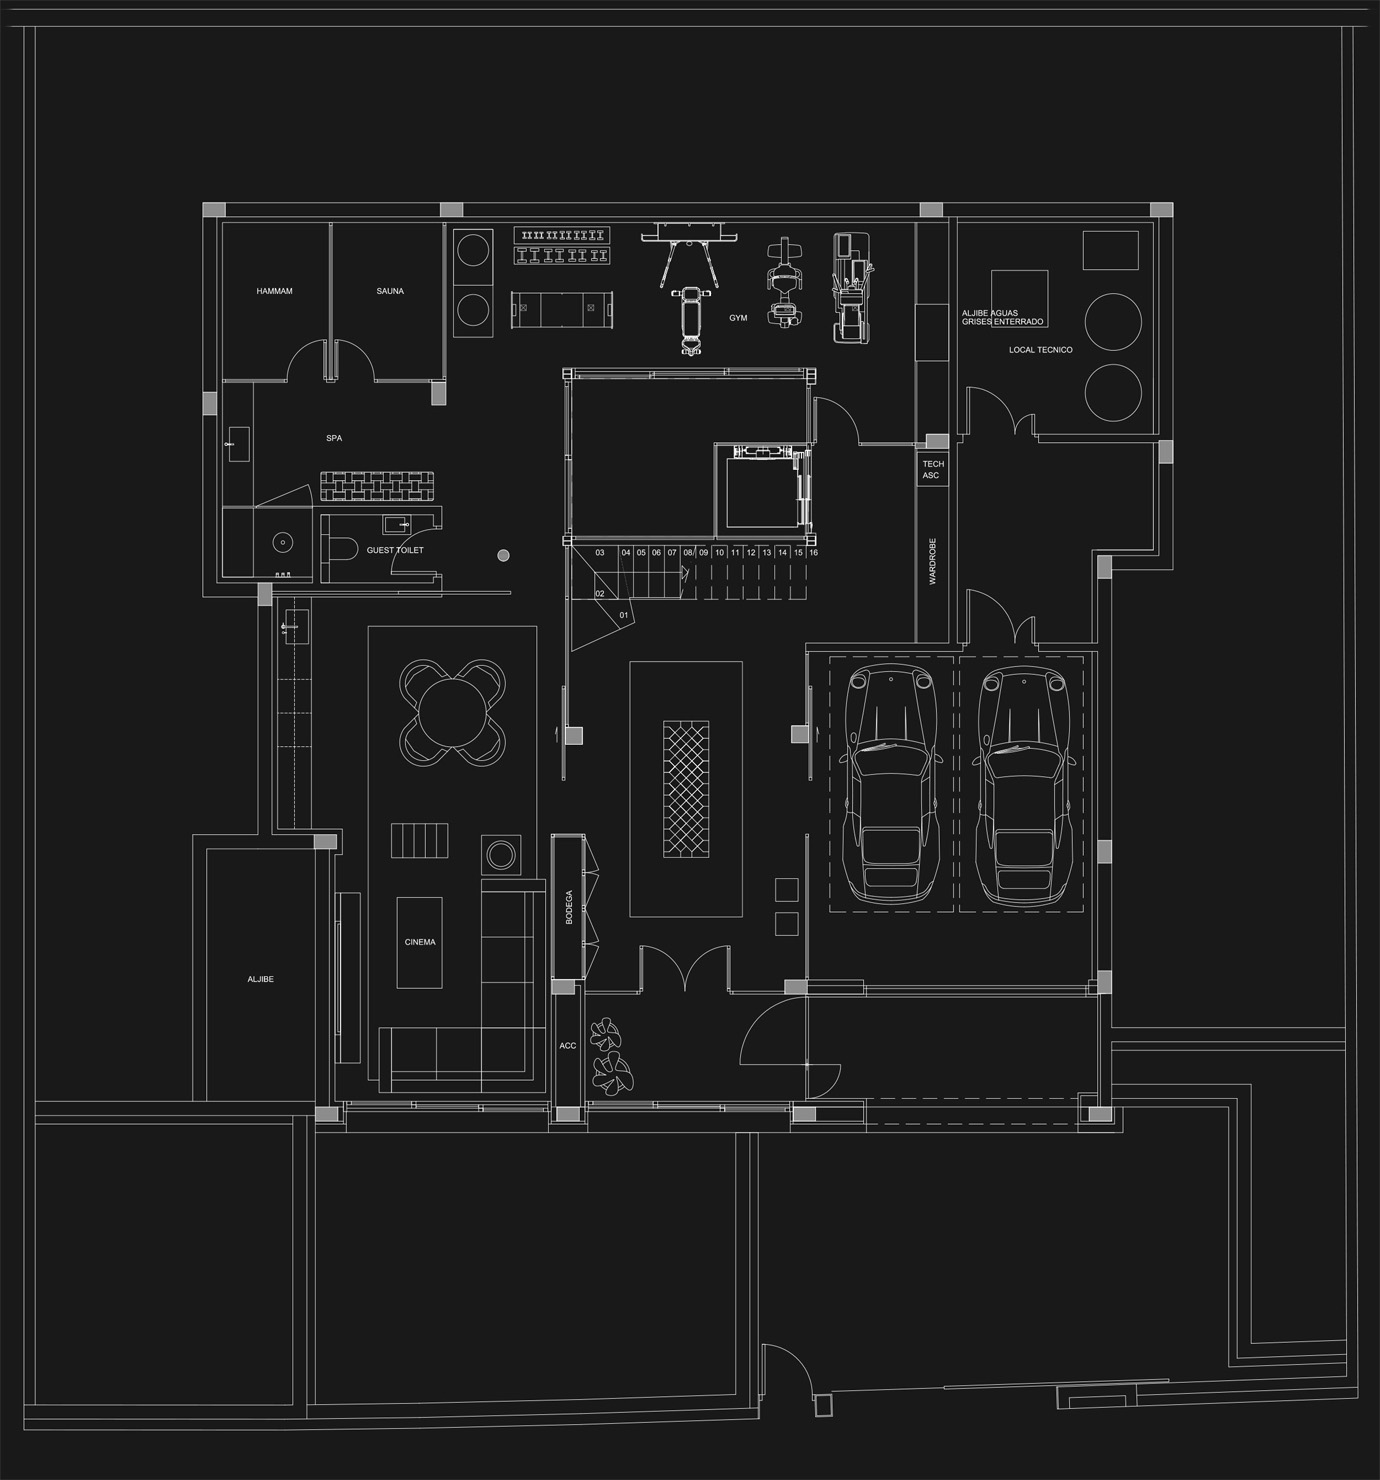 HAMMAM
SAUNA
GYM
ALJIBE AGUAS
GRISES ENTERRADO
LOCAL TECNICO
SPA
TECH
ASC
GUEST TOILET
WARDROBE
03 04 05 06 07 08 09 10 11 12 13 14 15 16
02
01
BODEGA
CINEMA
ALJIBE
ACC